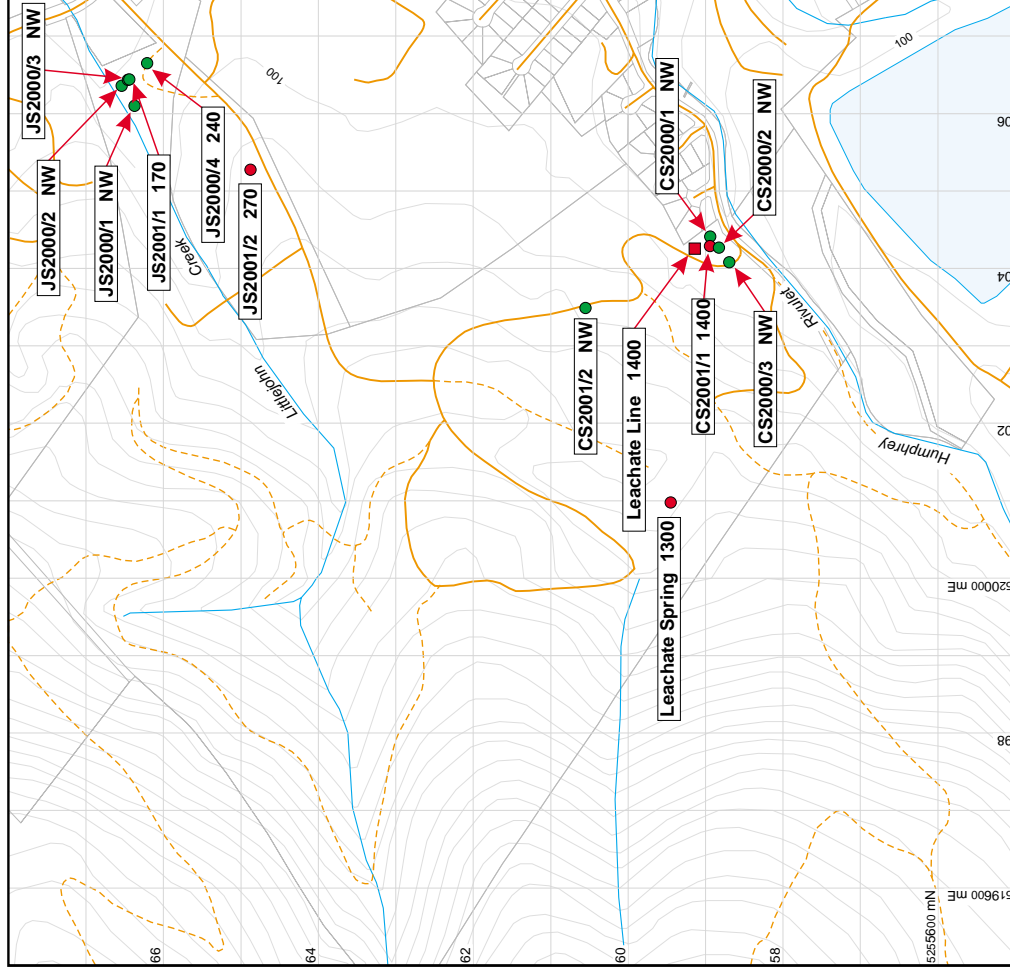 JS2000/3 NW
JS2000/2 NW
JS2000/1 NW
JS2001/1 170
JS2000/4 240
JS2001/2 270
100
Creek
Littlejohn
CS2000/1 NW
CS2000/2 NW
100
CS2001/2 NW
Leachate Line 1400
CS2001/1 1400
CS2000/3 NW
Leachate Spring 1300
Rivulet
Humphrey
06
04
02
520000 mE
98
519600 mE
66
64
62
60
58
5255600 mN